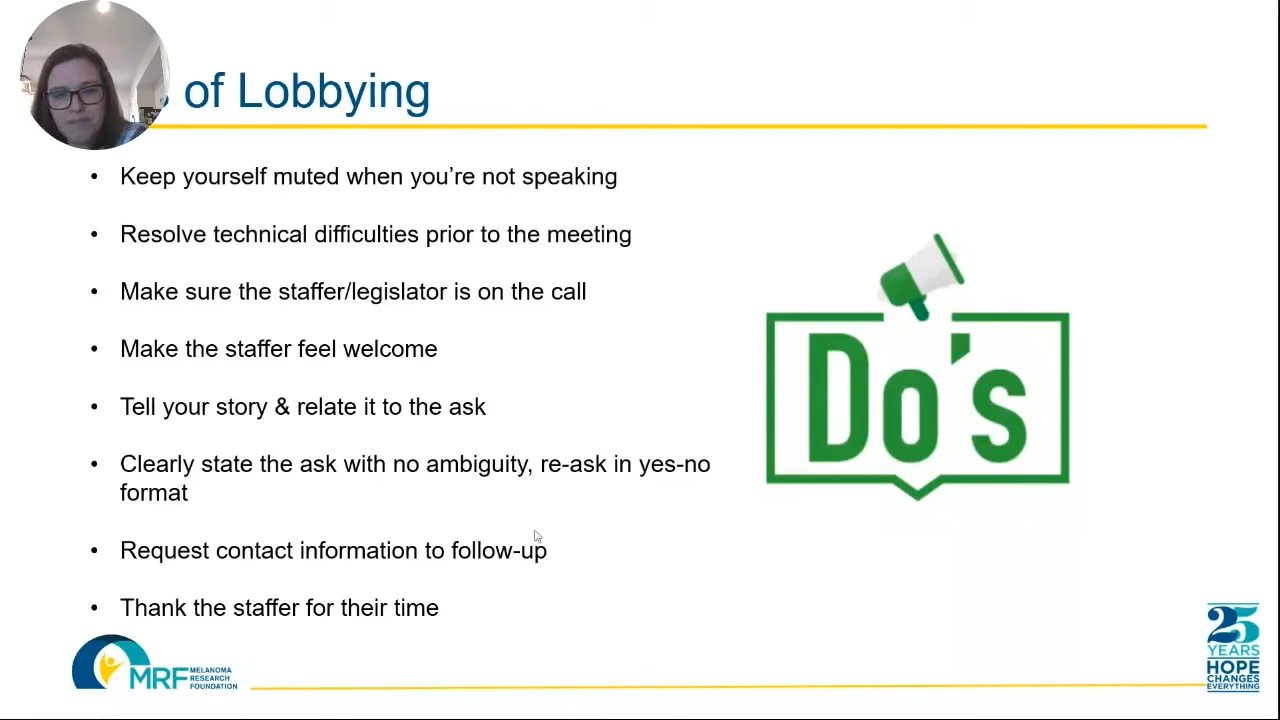 of Lobbying
• Keep yourself muted when you’re not speaking
• Resolve technical difficulties prior to the meeting
• Make sure the staffer/legislator is on the call
• Make the staffer feel welcome
• Tell your story & relate it to the ask
• Clearly state the ask with no ambiguity, re-ask in yes-no
format
• Request contact information to follow-up
• Thank the staffer for their time
Do's
MRF MELANOMA
RESEARCH
FOUNDATION
25
YEARS
HOPE
CHANGES
EVERYTHING